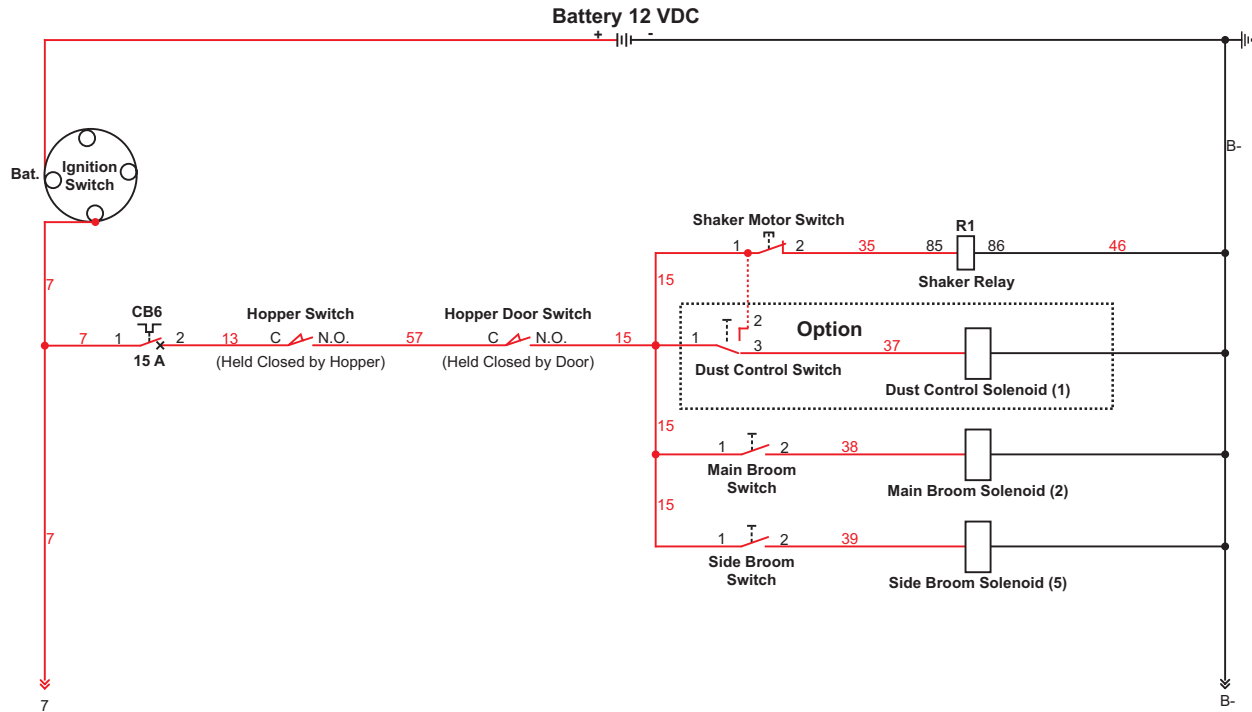 Battery 12 VDC
+ -
Bat.
Ignition
Switch
B-
Shaker Motor Switch
R1
1 2 35 85 86 46
Shaker Relay
7
15
CB6
Hopper Switch
Hopper Door Switch
2
Option
7 1 2 13 C N.O. 57 C N.O. 15 1 3 37
15 A
(Held Closed by Hopper)
(Held Closed by Door)
Dust Control Switch
Dust Control Solenoid (1)
15
1 2 38
Main Broom
Switch
Main Broom Solenoid (2)
15
7
1 2 39
Side Broom
Switch
Side Broom Solenoid (5)
7
B-